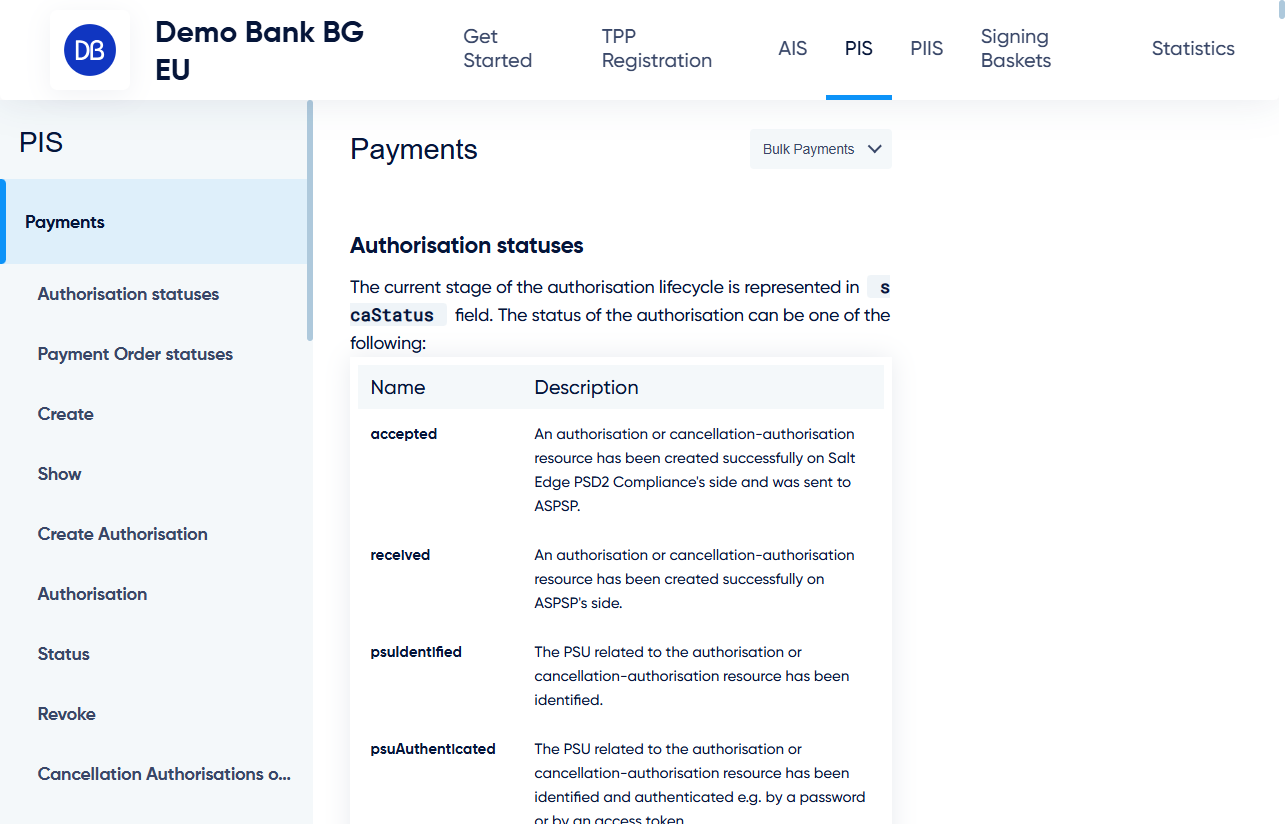 DB
Demo Bank BG
EU
Get
Started
TPP
Registration
AIS
PIS
PIIS
Signing
Baskets
Statistics
PIS
Payments
Authorisation statuses
Payment Order statuses
Create
Show
Create Authorisation
Authorisation
Status
Revoke
Cancellation Authorisations o...
Payments
Bulk Payments
Authorisation statuses
The current stage of the authorisation lifecycle is represented in s
caStatus field. The status of the authorisation can be one of the
following:
Name Description
accepted An authorisation or cancellation-authorisation
resource has been created successfully on Salt
Edge PSD2 Compliance's side and was sent to
ASPSP.
received An authorisation or cancellation-authorisation
resource has been created successfully on
ASPSP's side.
psuIdentified The PSU related to the authorisation or
cancellation-authorisation resource has been
identified.
psuAuthenticated The PSU related to the authorisation or
cancellation-authorisation resource has been
identified and authenticated e.g. by a password
or by an access token